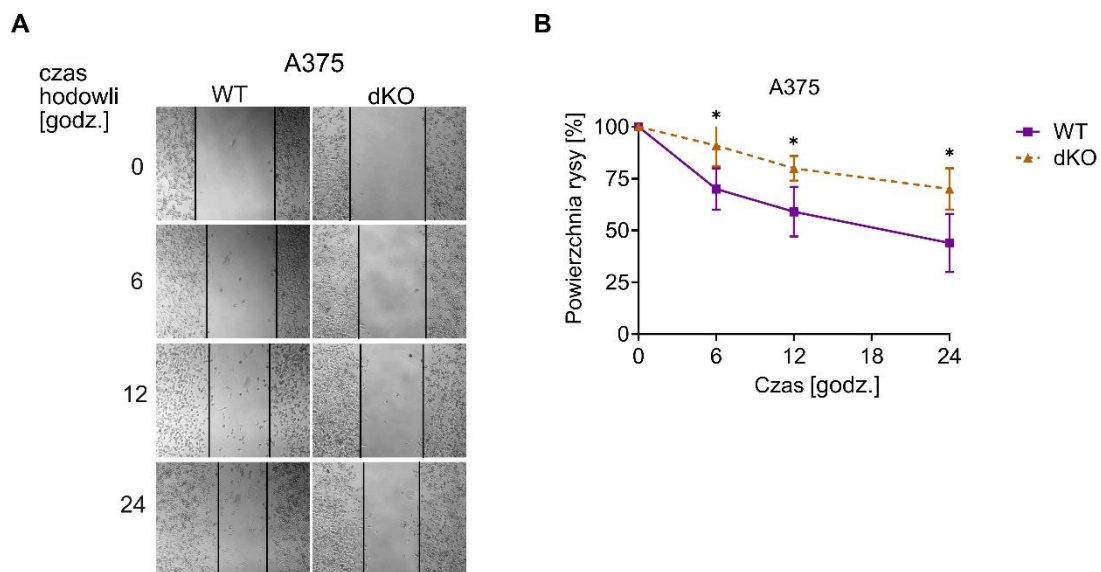 A
czas
hodowli
[godz.]
A375
WT
dKO
0
6
12
24
B
A375
100
75
50
25
0
Powierzchnia rysy [%]
*
*
*
0
6
12
18
24
Czas [godz.]
WT
dKO